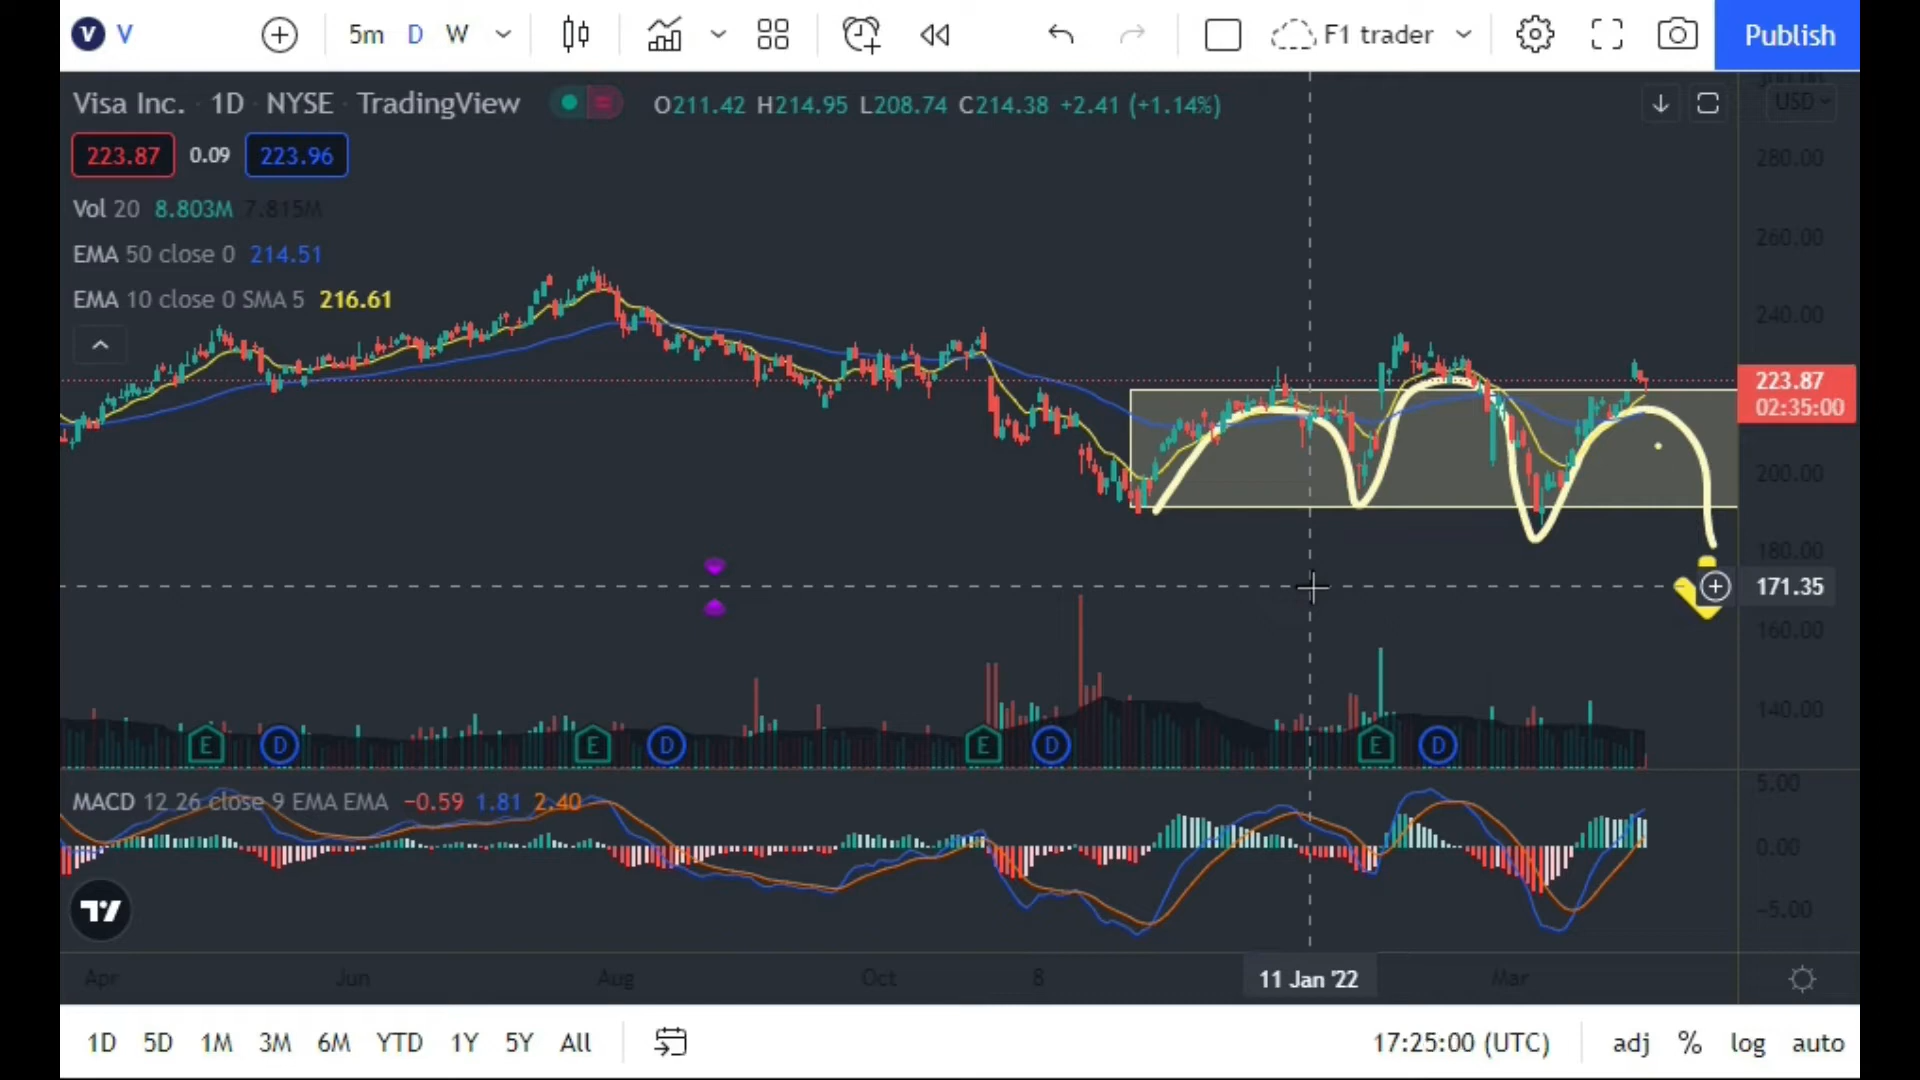 V V 5m D W F1 trader Publish
Visa Inc. · 1D · NYSE · TradingView O211.42 H214.95 L208.74 C214.38 +2.41 (+1.14%) USD
223.87 0.09 223.96
280.00
Vol 20 8.803M 7.815M
260.00
EMA 50 close 0 214.51
EMA 10 close 0 SMA 5 216.61
240.00
223.87
02:35:00
200.00
180.00
171.35
160.00
140.00
E D E D E D E D
5.00
MACD 12 26 close 9 EMA EMA −0.59 1.81 2.40
0.00
−5.00
Apr Jun Aug Oct 8 11 Jan '22 Mar
1D 5D 1M 3M 6M YTD 1Y 5Y All 17:25:00 (UTC) adj % log auto